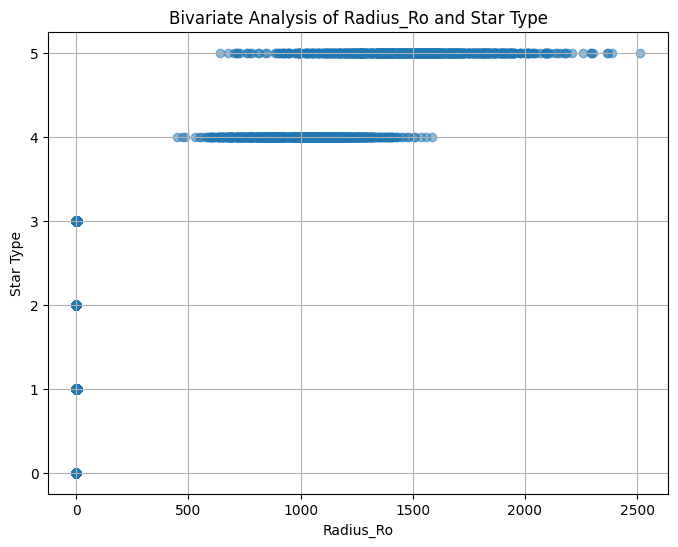 Bivariate Analysis of Radius_Ro and Star Type
5
4
3
2
1
0
Star Type
0 500 1000 1500 2000 2500
Radius_Ro